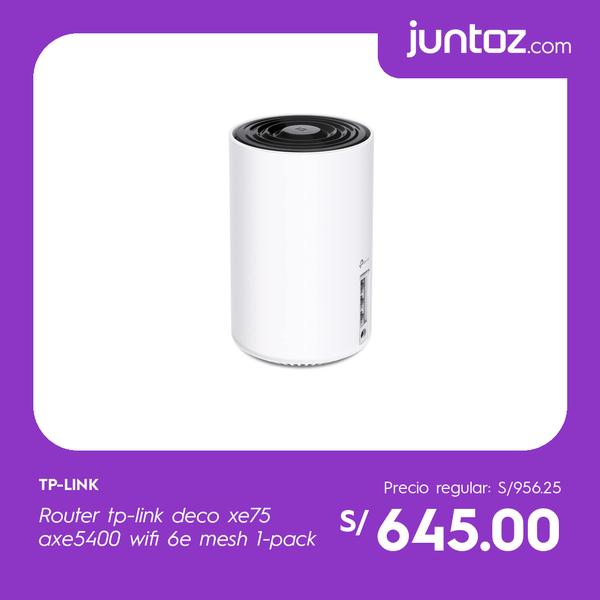 juntoz.com
TP-LINK
Router tp-link deco xe75
axe5400 wifi 6e mesh 1-pack
Precio regular: S/956.25
S/ 645.00